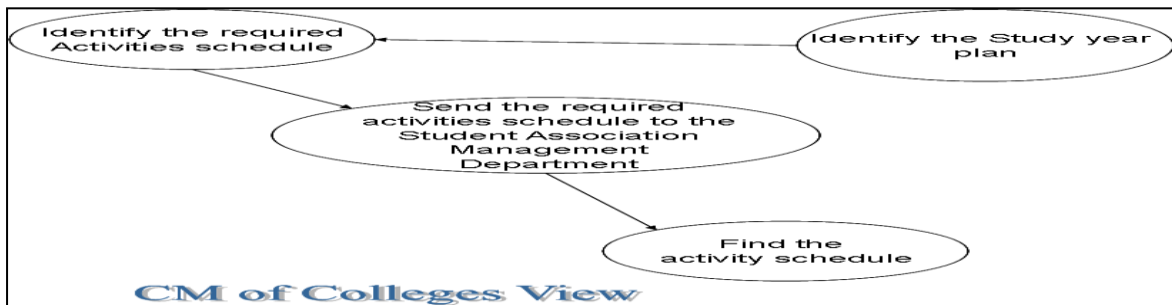 Identify the required
Activities schedule
Identify the Study year
plan
Send the required
activities schedule to the
Student Association
Management
Department
Find the
activity schedule
CM of Colleges View